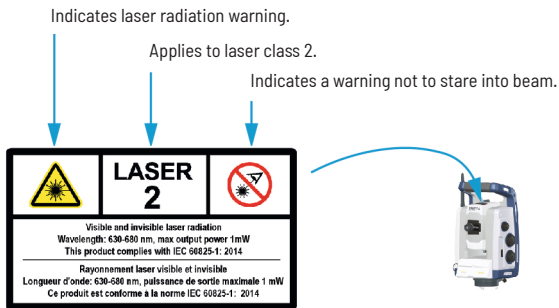 Indicates laser radiation warning.
Applies to laser class 2.
Indicates a warning not to stare into beam.
LASER
2
Visible and invisible laser radiation
Wavelength: 630-680 nm, max output power 1mW
This product complies with IEC 60825-1: 2014
Rayonnement laser visible et invisible
Longueur d'onde: 630-680 nm, puissance de sortie maximale 1 mW
Ce produit est conforme à la norme IEC 60825-1: 2014